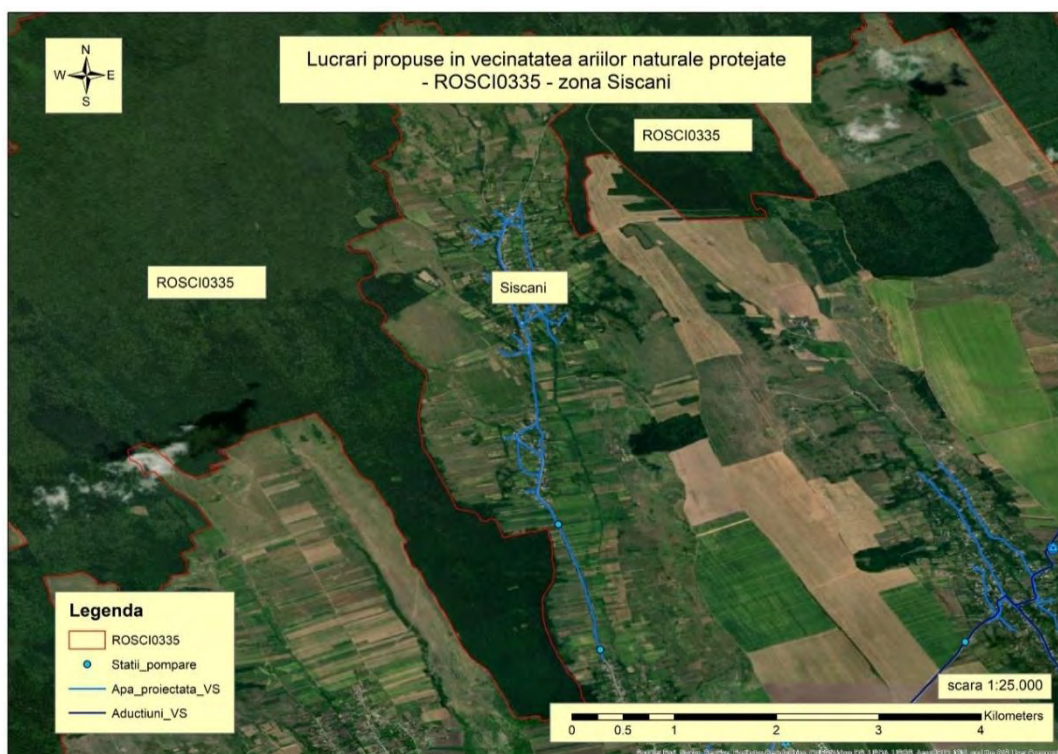 Lucrari propuse in vecinatatea ariilor naturale protejate
- ROSCI0335 - zona Siscani
N
W E
S
ROSCI0335
ROSCI0335
Siscani
Legenda
ROSCI0335
Statii_pompare
Apa_proiectata_VS
Aductiuni_VS
scara 1:25.000
Kilometers
0 0.5 1 2 3 4